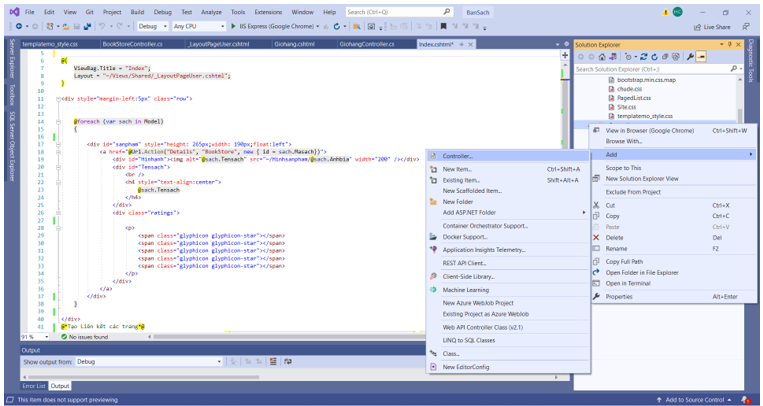 File Edit View Git Project Build Debug Test Analyze Tools Extensions Window Help Search (Ctrl+Q) BanSach HC
Debug Any CPU IIS Express (Google Chrome) Live Share
templatemo_style.css BookStoreController.cs _LayoutPageUser.cshtml Giohang.cshtml GiohangController.cs Index.cshtml*
Server Explorer
Toolbox
SQL Server Object Explorer
5
6 @{
ViewBag.Title = "Index";
Layout = "~/Views/Shared/_LayoutPageUser.cshtml";
9 }
10
11 <div style="margin-left:5px" class="row">
12
13
14 @foreach (var sach in Model)
15 {
16
17 <div id="sanpham" style="height: 265px;width: 190px;float:left">
18 <a href="@Url.Action("Details", "BookStore", new { id = sach.Masach})">
19 <div id="Hinhanh"><img alt="@sach.Tensach" src="~/Hinhsanpham/@sach.Anhbia" width="200" /></div>
20 <div id="Tensach">
21 <br />
22 <h4 style="text-align:center">
23 @sach.Tensach
24 </h4>
25 </div>
26 <div class="ratings">
27
28 <p>
29 <span class="glyphicon glyphicon-star"></span>
30 <span class="glyphicon glyphicon-star"></span>
31 <span class="glyphicon glyphicon-star"></span>
32 <span class="glyphicon glyphicon-star"></span>
33 <span class="glyphicon glyphicon-star"></span>
34 </p>
35 </div>
36 </a>
37 </div>
38 }
39
40 </div>
41 @*Tạo Liên kết các trang*@
91 % No issues found
Output
Show output from: Debug
Error List Output
This item does not support previewing
Add to Source Control
Solution Explorer
Search Solution Explorer (Ctrl+;)
bootstrap.min.css.map
chude.css
PagedList.css
Site.css
templatemo_style.css
Diagnostic Tools
View in Browser (Google Chrome) Ctrl+Shift+W
Browse With...
Add
Scope to This
New Solution Explorer View
Exclude From Project
Cut Ctrl+X
Copy Ctrl+C
Paste Ctrl+V
Delete Del
Rename F2
Copy Full Path
Open Folder in File Explorer
Open in Terminal
Properties Alt+Enter
Controller...
New Item... Ctrl+Shift+A
Existing Item... Shift+Alt+A
New Scaffolded Item...
New Folder
Add ASP.NET Folder
Container Orchestrator Support...
Docker Support...
Application Insights Telemetry...
REST API Client...
Client-Side Library...
Machine Learning
New Azure WebJob Project
Existing Project as Azure WebJob
Web API Controller Class (v2.1)
LINQ to SQL Classes
Class...
New EditorConfig